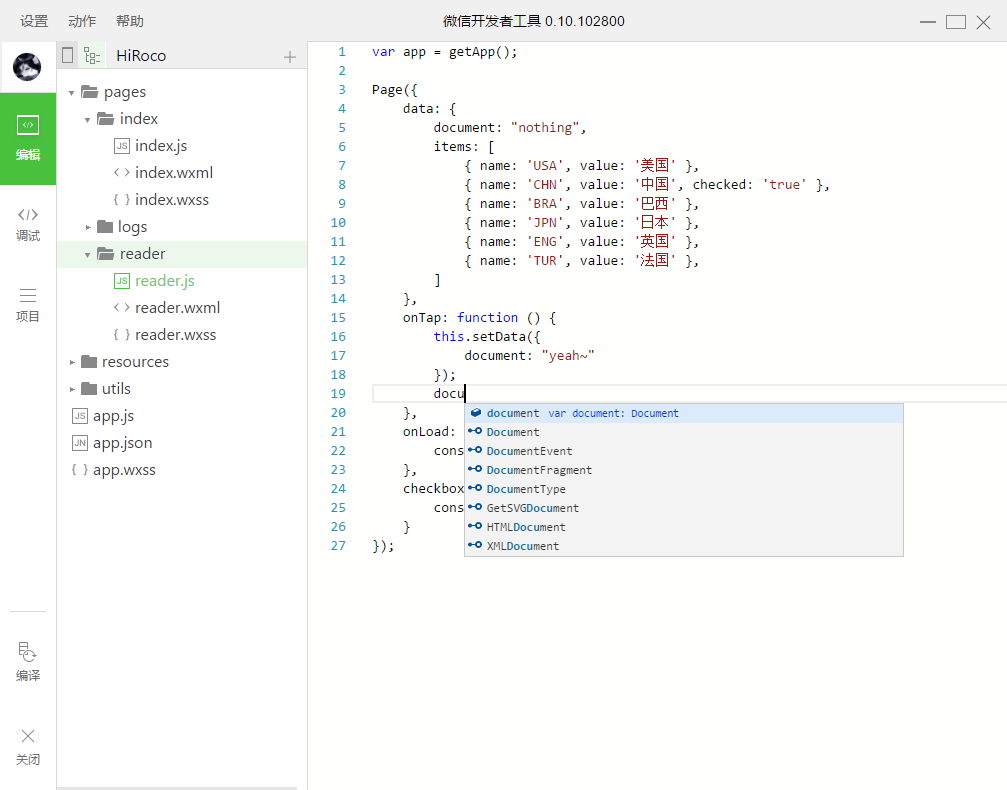 设置 动作 帮助 微信开发者工具 0.10.102800
编辑
调试
项目
编译
关闭
HiRoco
pages
index
JS index.js
<> index.wxml
{ } index.wxss
logs
reader
JS reader.js
<> reader.wxml
{ } reader.wxss
resources
utils
JS app.js
JN app.json
{ } app.wxss
1 var app = getApp();
2
3 Page({
4 data: {
5 document: "nothing",
6 items: [
7 { name: 'USA', value: '美国' },
8 { name: 'CHN', value: '中国', checked: 'true' },
9 { name: 'BRA', value: '巴西' },
10 { name: 'JPN', value: '日本' },
11 { name: 'ENG', value: '英国' },
12 { name: 'TUR', value: '法国' },
13 ]
14 },
15 onTap: function () {
16 this.setData({
17 document: "yeah~"
18 });
19 docu
20 },
21 onLoad:
22 cons
23 },
24 checkbox
25 cons
26 }
27 });
document var document: Document
Document
DocumentEvent
DocumentFragment
DocumentType
GetSVGDocument
HTMLDocument
XMLDocument